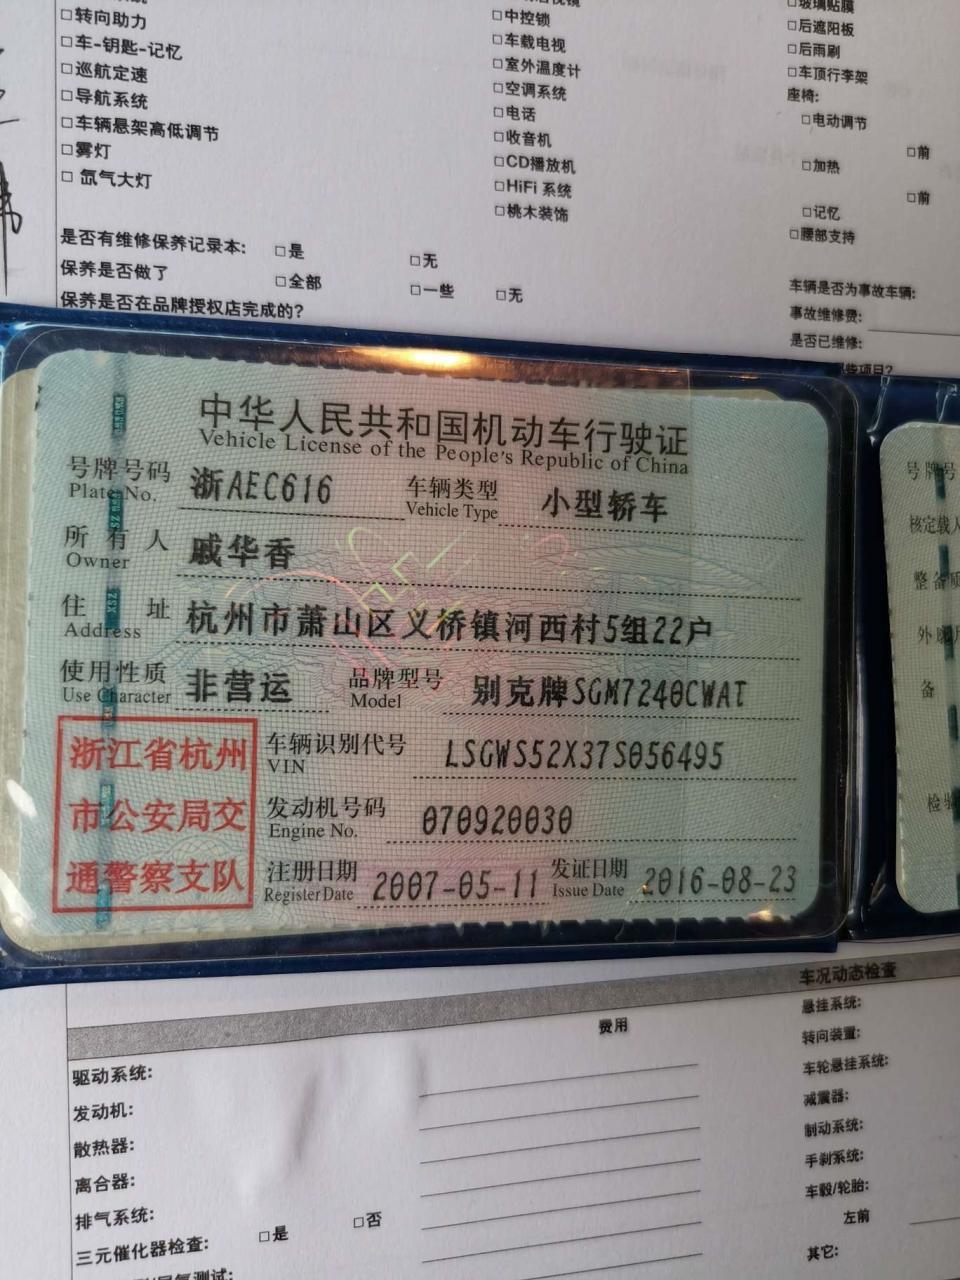 □转向助力
□车-钥匙-记忆
□巡航定速
□导航系统
□车辆悬架高低调节
□雾灯
□ 氙气大灯
□中控锁
□车载电视
□室外温度计
□空调系统
□电话
□收音机
□CD播放机
□HiFi 系统
□桃木装饰
□玻璃贴膜
□后遮阳板
□后雨刷
□车顶行李架
座椅:
□电动调节
□前
□加热
□前
□记忆
□腰部支持
是否有维修保养记录本: □是 □无
保养是否做了 □全部 □一些 □无
保养是否在品牌授权店完成的?
车辆是否为事故车辆:
事故维修费:
是否已维修:
中华人民共和国机动车行驶证
Vehicle License of the People's Republic of China
号牌号码 浙AEC616 车辆类型 小型轿车
Plate No. Vehicle Type
所有人 戚华香
Owner
住址 杭州市萧山区义桥镇河西村5组22户
Address
使用性质 非营运 品牌型号 别克牌SGM7240CWAT
Use Character Model
浙江省杭州
市公安局交
通警察支队
车辆识别代号 LSGWS52X37S056495
VIN
发动机号码 070920030
Engine No.
注册日期 2007-05-11 发证日期 2016-08-23
Register Date Issue Date
号牌号
核定载人
整备质
外廓
备
检验
车况动态检查
费用
驱动系统:
发动机:
散热器:
离合器:
排气系统:
三元催化器检查: □是 □否
悬挂系统:
转向装置:
车轮悬挂系统:
减震器:
制动系统:
手刹系统:
车毂/轮胎:
左前
其它: